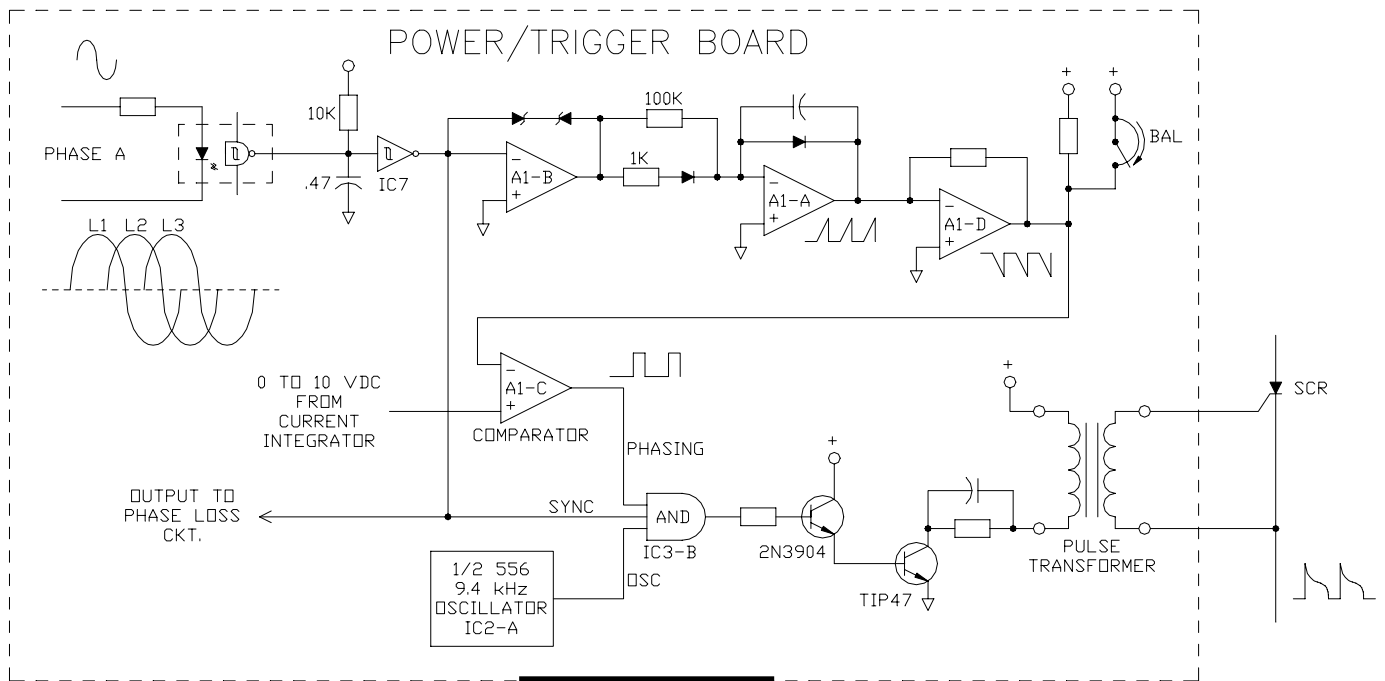 POWER/TRIGGER BOARD
10K
.47
IC7
PHASE A
L1 L2 L3
100K
1K
-
A1-B
+
-
A1-A
+
-
A1-D
+
+
+
BAL
0 TO 10 VDC
FROM
CURRENT
INTEGRATOR
-
A1-C
+
COMPARATOR
PHASING
OUTPUT TO
PHASE LOSS
CKT.
SYNC
AND
IC3-B
OSC
1/2 556
9.4 kHz
OSCILLATOR
IC2-A
+
2N3904
TIP47
+
PULSE
TRANSFORMER
SCR